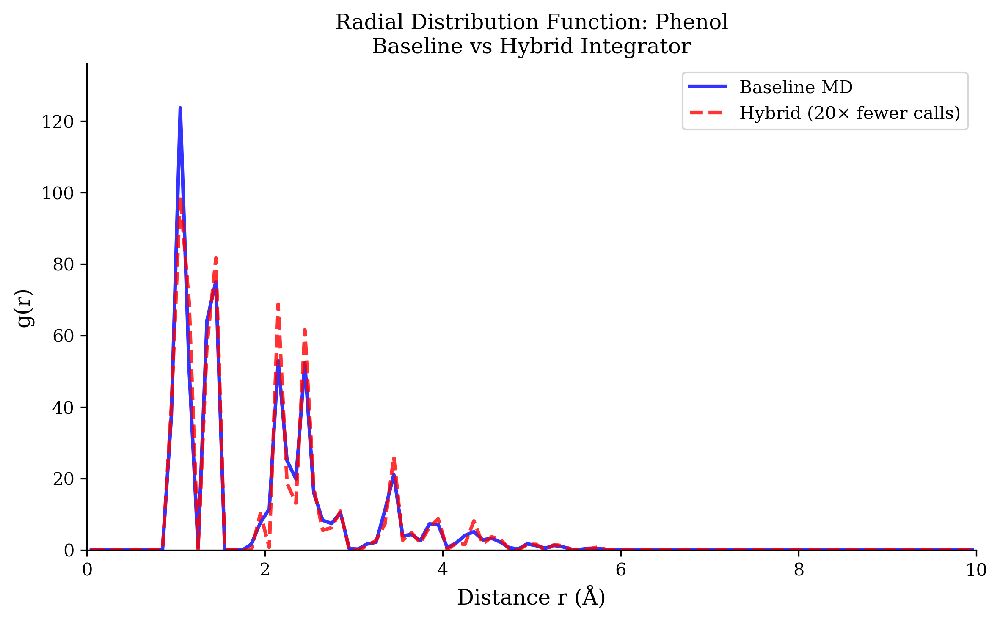 Radial Distribution Function: Phenol
Baseline vs Hybrid Integrator
Baseline MD
Hybrid (20× fewer calls)
g(r)
120
100
80
60
40
20
0
0 2 4 6 8 10
Distance r (Å)